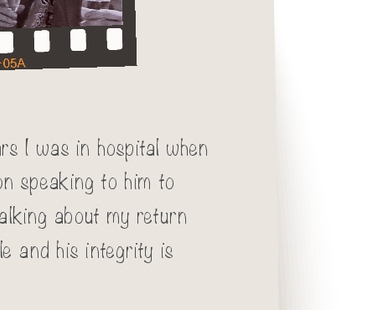 05A
rs I was in hospital when
on speaking to him to
alking about my return
le and his integrity is